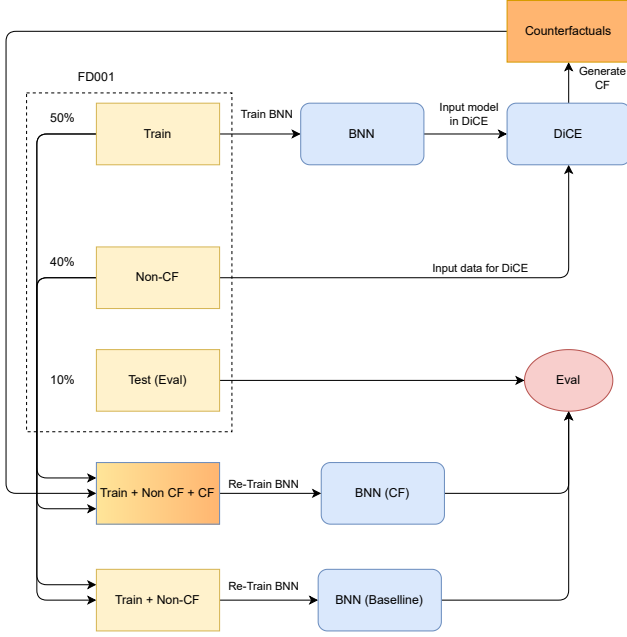 Counterfactuals
Generate
CF
FD001
50%
Train
Train BNN
BNN
Input model
in DiCE
DiCE
40%
Non-CF
Input data for DiCE
10%
Test (Eval)
Eval
Train + Non CF + CF
Re-Train BNN
BNN (CF)
Train + Non-CF
Re-Train BNN
BNN (Baselline)